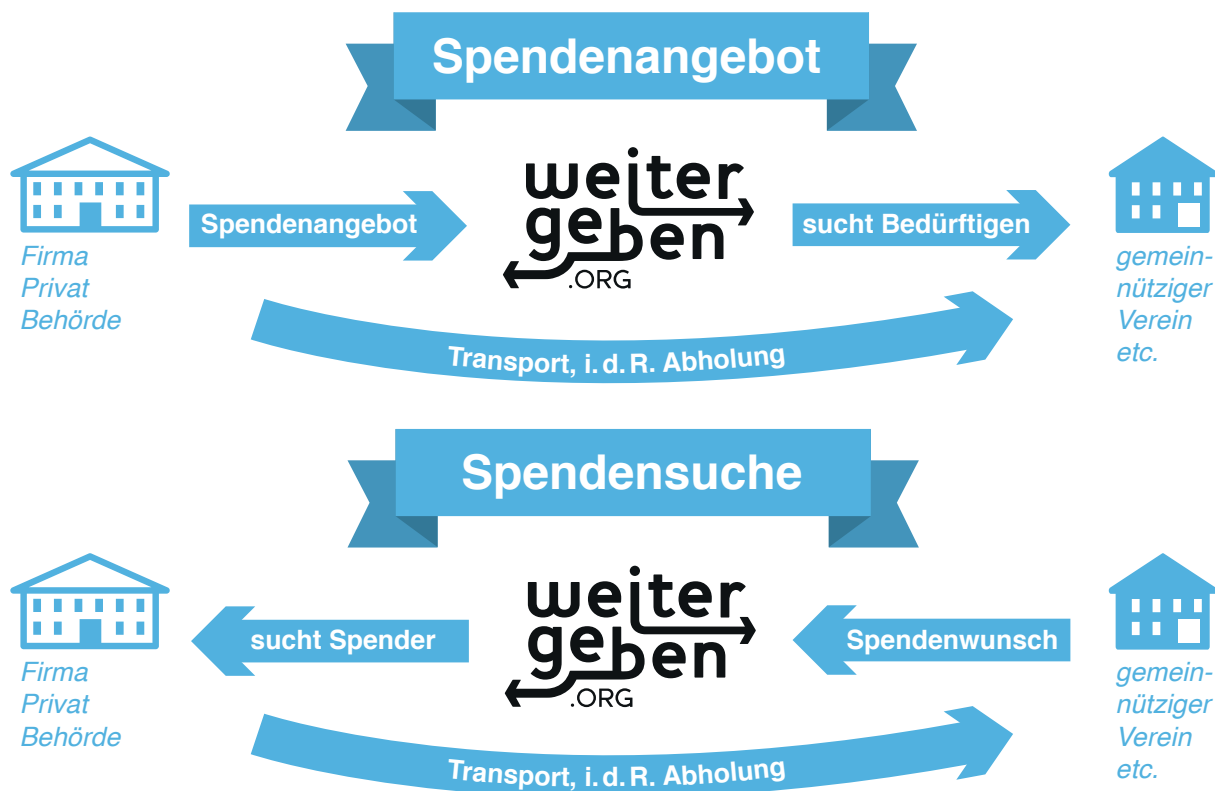 Spendenangebot
weiter
geben
.ORG
Spendenangebot
sucht Bedürftigen
Firma
Privat
Behörde
gemein-
nütziger
Verein
etc.
Transport, i. d. R. Abholung
Spendensuche
weiter
geben
.ORG
sucht Spender
Spendenwunsch
Firma
Privat
Behörde
gemein-
nütziger
Verein
etc.
Transport, i. d. R. Abholung